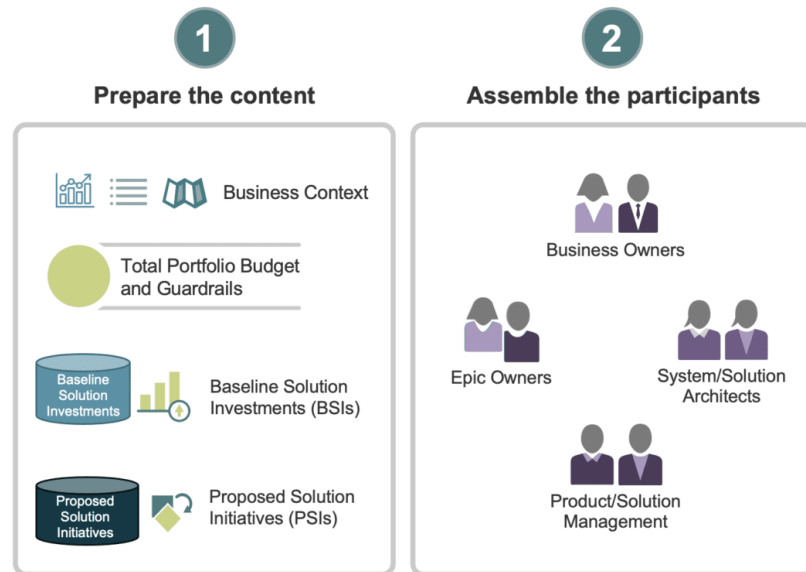 1
Prepare the content
Business Context
Total Portfolio Budget
and Guardrails
Baseline
Solution
Investments
Baseline Solution
Investments (BSIs)
Proposed
Solution
Initiatives
Proposed Solution
Initiatives (PSIs)
2
Assemble the participants
Business Owners
Epic Owners
System/Solution
Architects
Product/Solution
Management